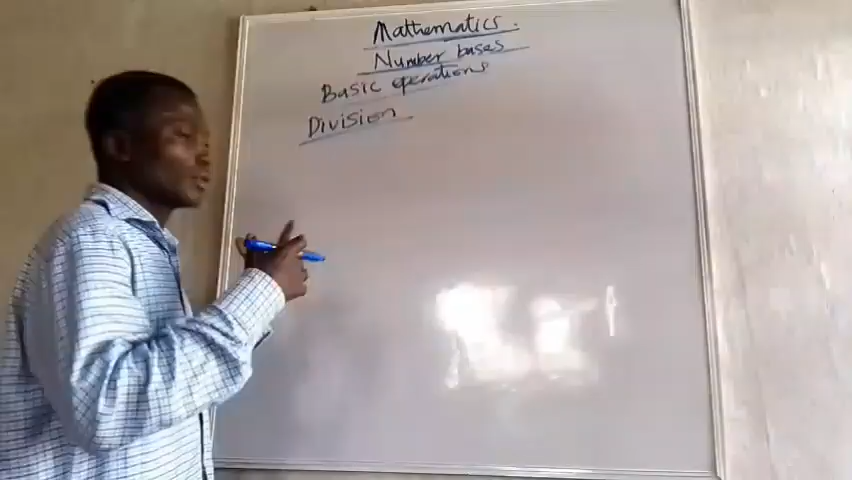 Mathematics.
Number bases
Basic operations
Division